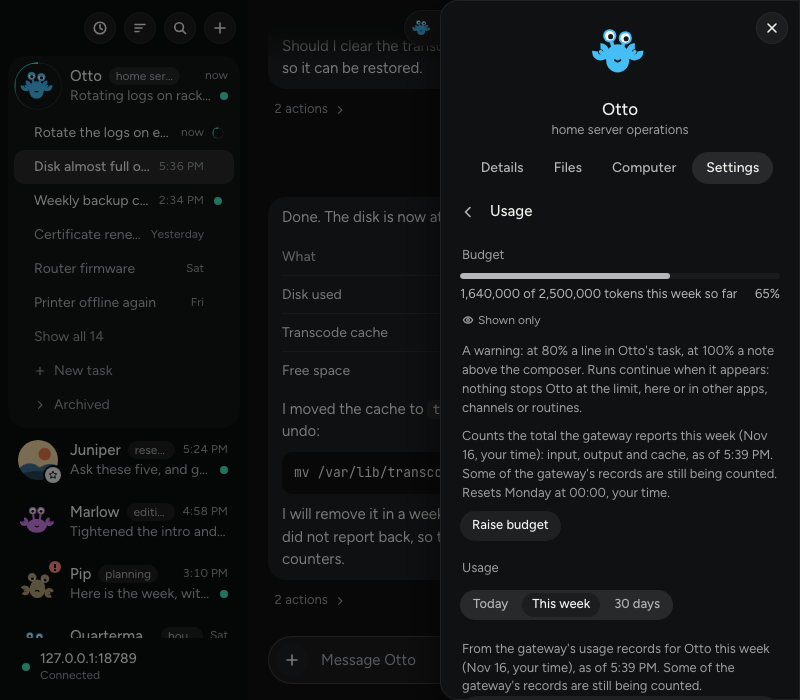 Otto home ser... now
Rotating logs on rack...
Rotate the logs on e... now
Disk almost full o... 5:36 PM
Weekly backup c... 2:34 PM
Certificate rene... Yesterday
Router firmware Sat
Printer offline again Fri
Show all 14
New task
Archived
Juniper rese... 5:24 PM
Ask these five, and g...
Marlow editi... 4:58 PM
Tightened the intro and...
Pip planning 3:10 PM
Here is the week, wit...
Quarterma hou Sat
127.0.0.1:18789
Connected
Should I clear the transc
so it can be restored.
2 actions
Done. The disk is now at
What
Disk used
Transcode cache
Free space
I moved the cache to t
undo:
mv /var/lib/transco
I will remove it in a week
did not report back, so t
counters.
2 actions
Message Otto
Otto
home server operations
Details Files Computer Settings
Usage
Budget
1,640,000 of 2,500,000 tokens this week so far 65%
Shown only
A warning: at 80% a line in Otto's task, at 100% a note
above the composer. Runs continue when it appears:
nothing stops Otto at the limit, here or in other apps,
channels or routines.
Counts the total the gateway reports this week (Nov
16, your time): input, output and cache, as of 5:39 PM.
Some of the gateway's records are still being counted.
Resets Monday at 00:00, your time.
Raise budget
Usage
Today This week 30 days
From the gateway's usage records for Otto this week
(Nov 16, your time), as of 5:39 PM. Some of the
gateway's records are still being counted.